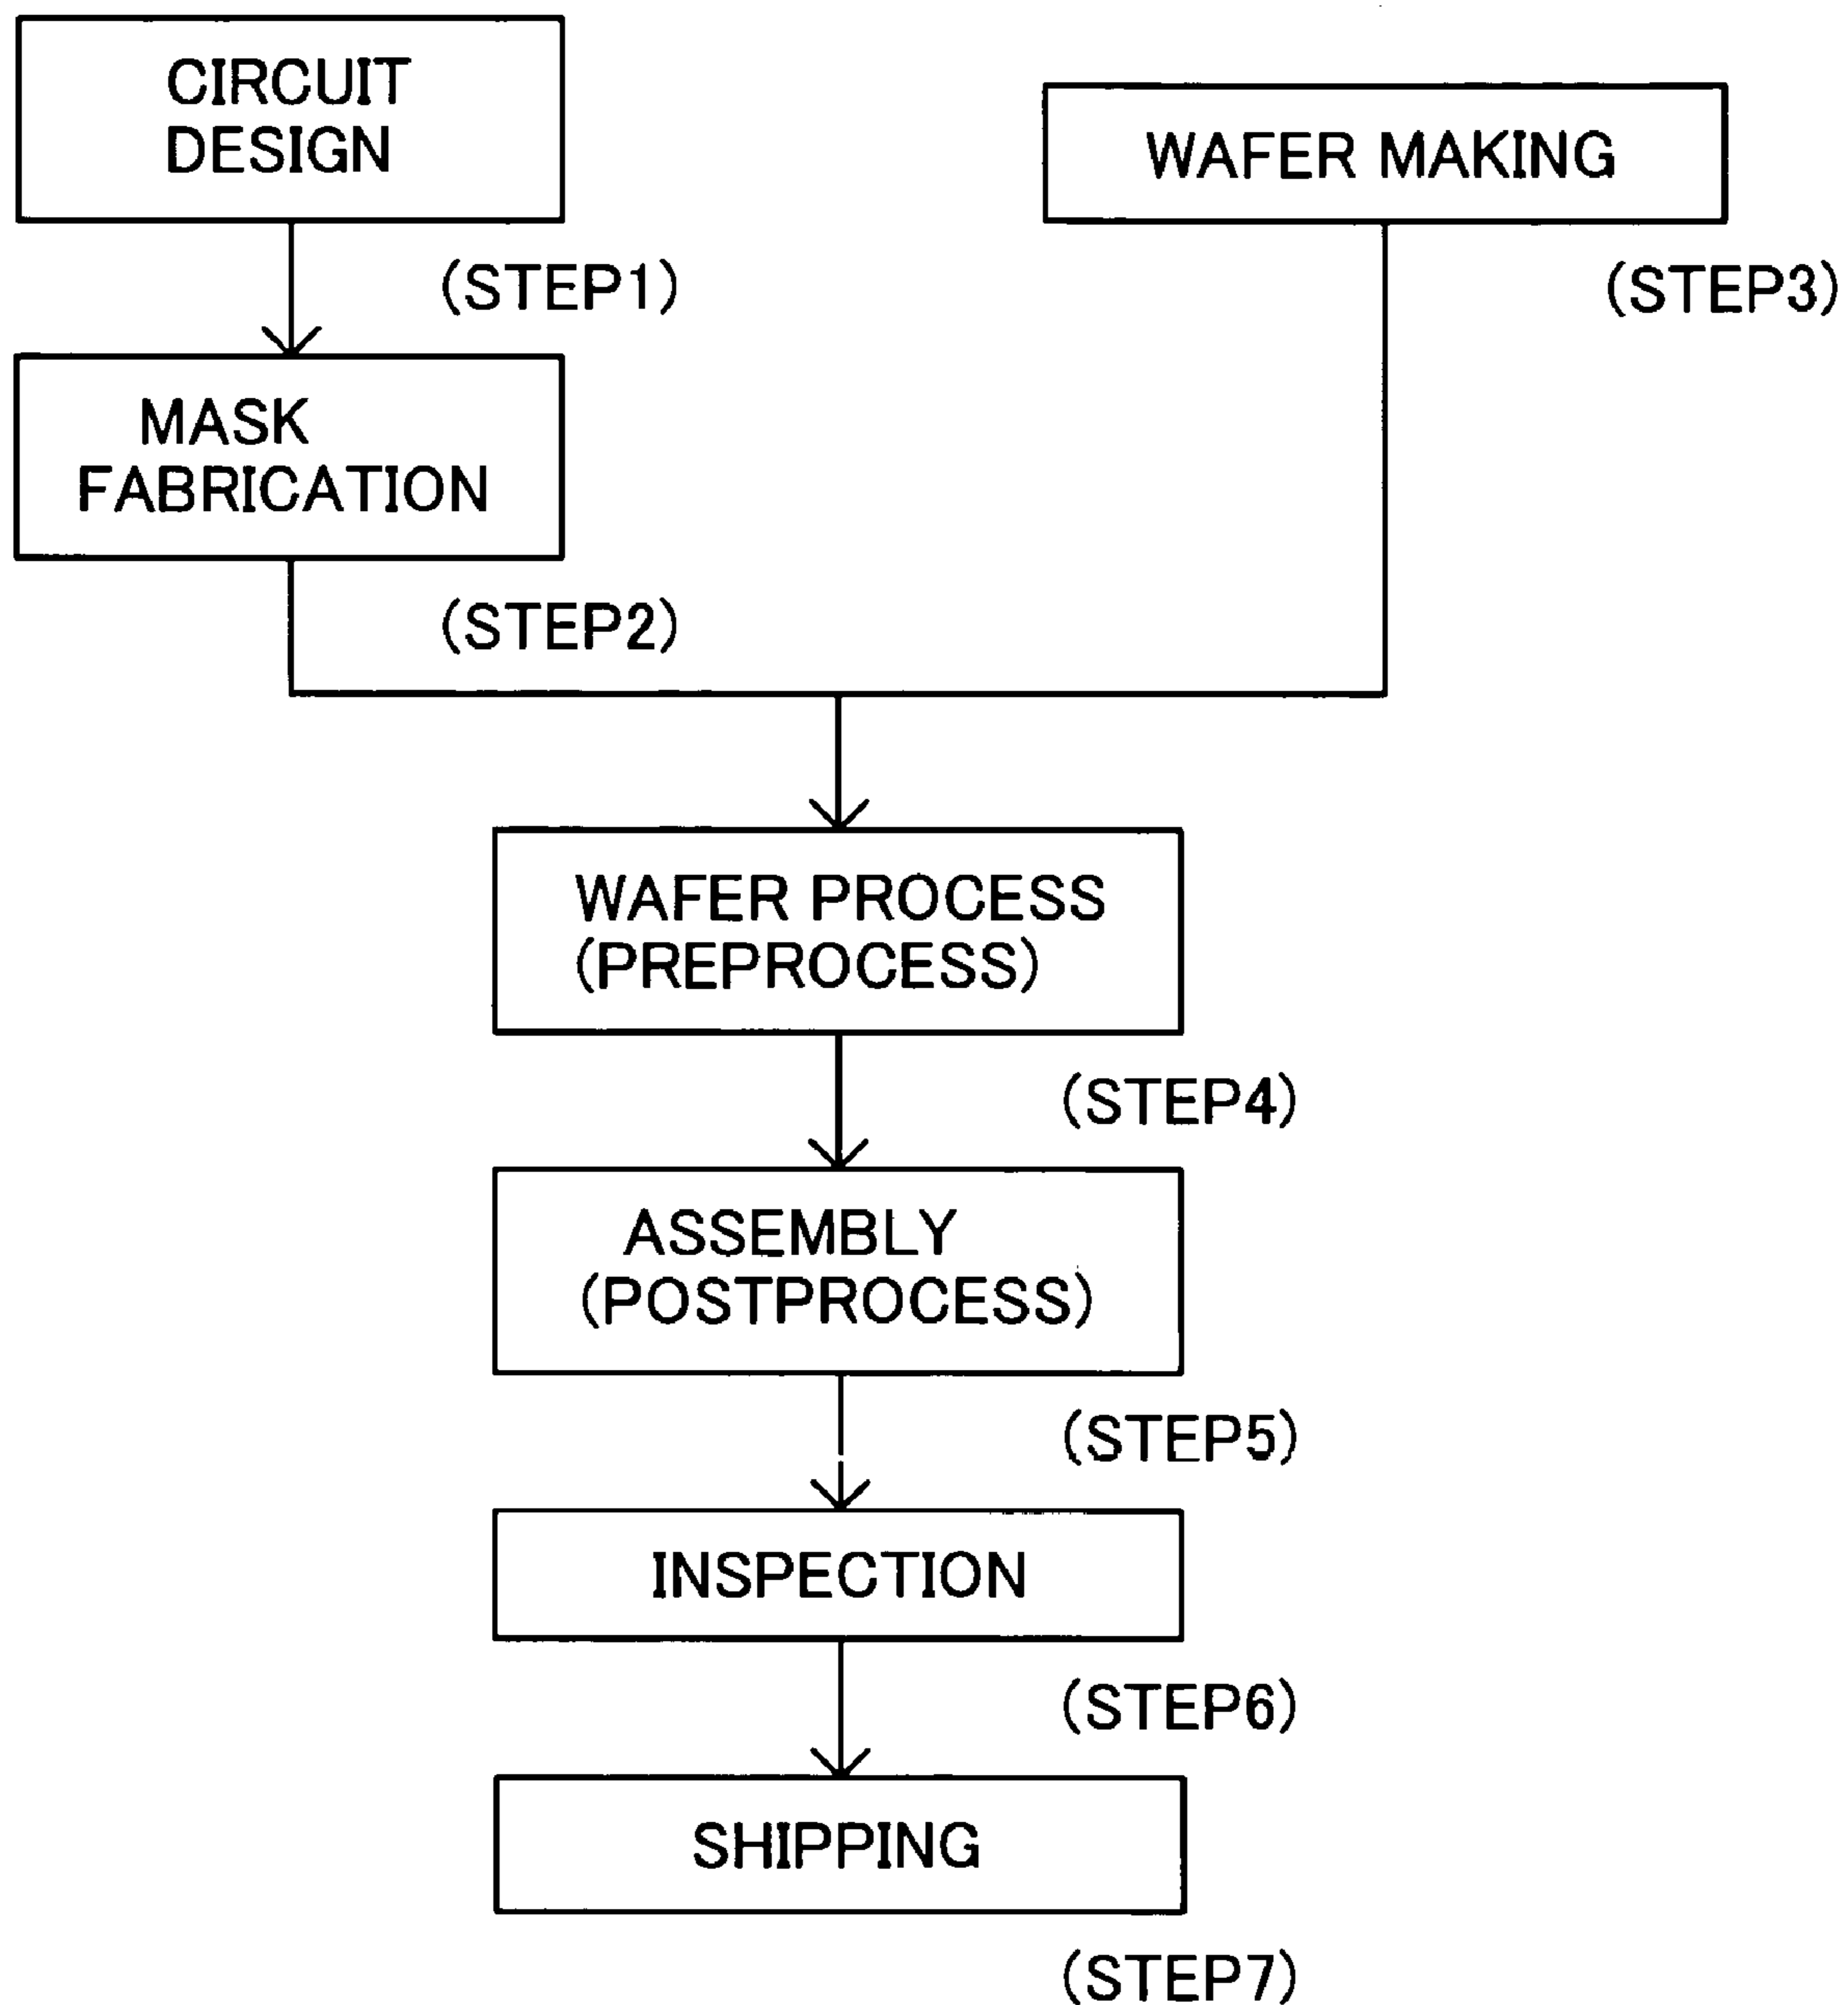 CIRCUIT
DESIGN
(STEP1)
MASK
FABRICATION
(STEP2)
WAFER MAKING
(STEP3)
WAFER PROCESS
(PREPROCESS)
(STEP4)
ASSEMBLY
(POSTPROCESS)
(STEP5)
INSPECTION
(STEP6)
SHIPPING
(STEP7)